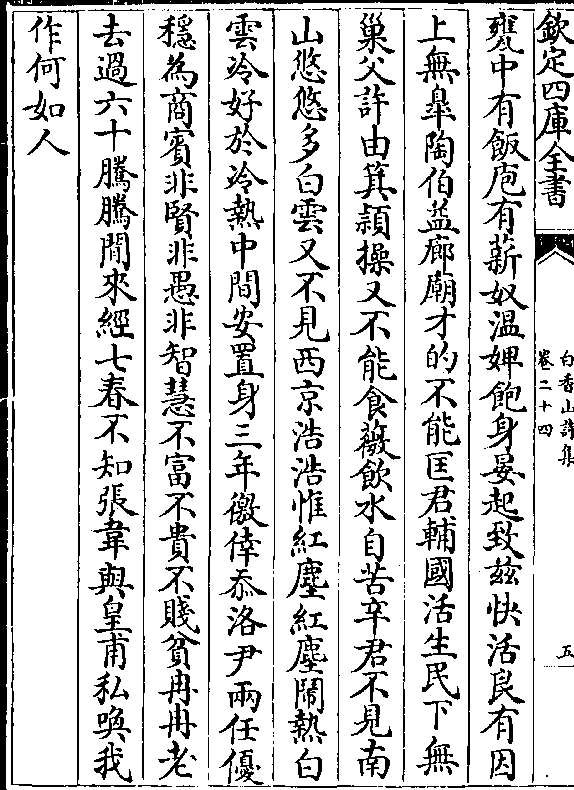 欽定四庫全書
白香山詩集
卷二十四
五
甕中有飯庖有薪奴温婢飽身晏起致兹快活良有因
上無臯陶伯益廊廟才的不能匡君輔國活生民下無
巢父許由箕潁操又不能食薇飲水自苦辛君不見南
山悠悠多白雲又不見西京浩浩惟紅塵紅塵鬧熱白
雲冷好於冷熱中間安置身三年徼倖忝洛尹兩任優
穏為商賓非賢非愚非智慧不富不貴不賤貧冉冉老
去過六十騰騰閒來經七春不知張韋與皇甫私喚我
作何如人